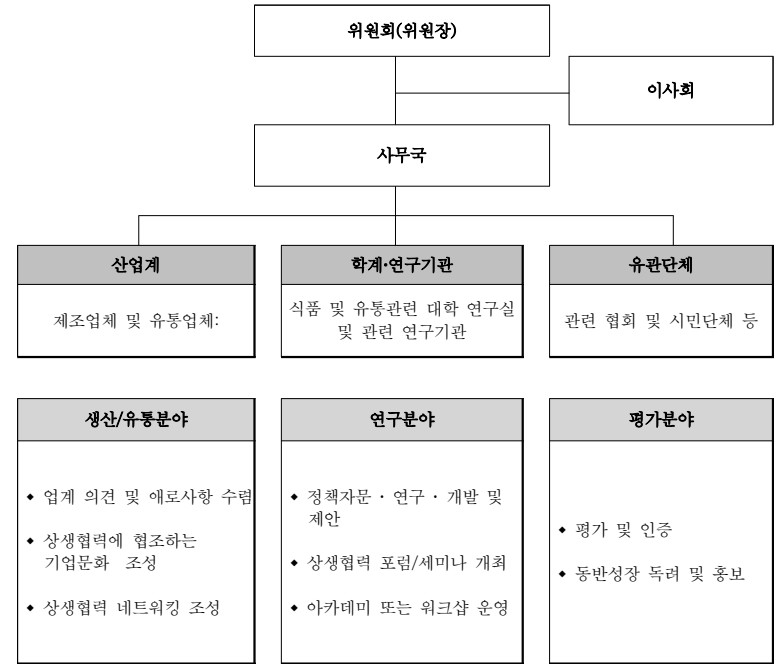 위원회(위원장)
이사회
사무국
산업계
제조업체 및 유통업체:
학계·연구기관
식품 및 유통관련 대학 연구실
및 관련 연구기관
유관단체
관련 협회 및 시민단체 등
생산/유통분야
◆ 업계 의견 및 애로사항 수렴
◆ 상생협력에 협조하는
기업문화 조성
◆ 상생협력 네트워킹 조성
연구분야
◆ 정책자문·연구·개발 및
제안
◆ 상생협력 포럼/세미나 개최
◆ 아카데미 또는 워크샵 운영
평가분야
◆ 평가 및 인증
◆ 동반성장 독려 및 홍보